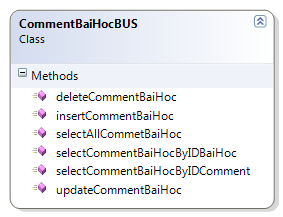 CommentBaiHocBUS
Class
Methods
deleteCommentBaiHoc
insertCommentBaiHoc
selectAllCommetBaiHoc
selectCommentBaiHocByIDBaiHoc
selectCommentBaiHocByIDComment
updateCommentBaiHoc